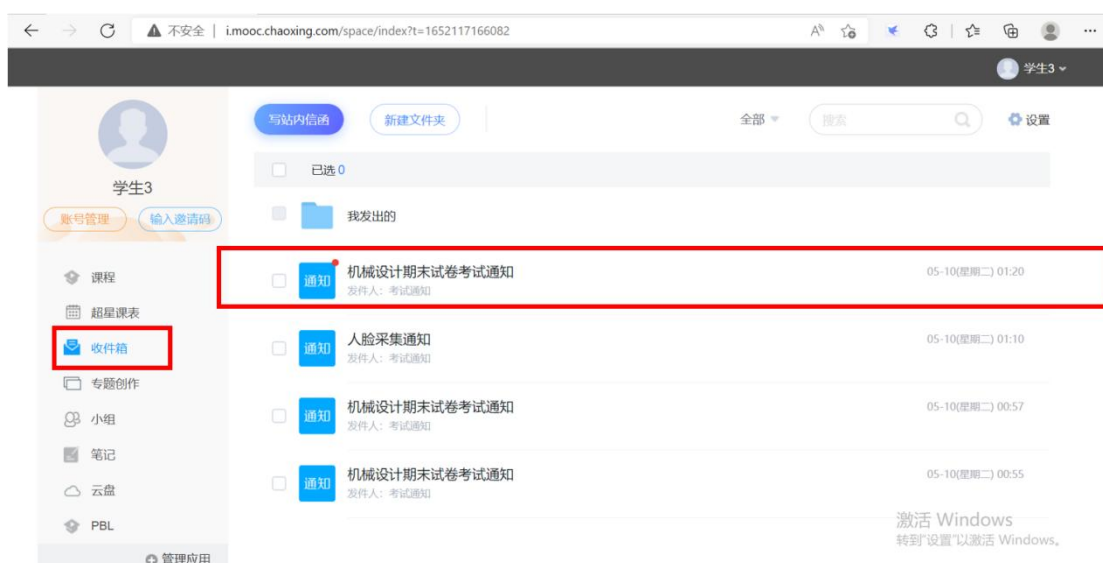 不安全 | i.mooc.chaoxing.com/space/index?t=1652117166082
学生3
学生3
账号管理 输入邀请码
课程
超星课表
收件箱
专题创作
小组
笔记
云盘
PBL
管理应用
写站内信函 新建文件夹 全部 搜索 设置
已选 0
我发出的
通知 机械设计期末试卷考试通知 05-10(星期二) 01:20
发件人：考试通知
通知 人脸采集通知 05-10(星期二) 01:10
发件人：考试通知
通知 机械设计期末试卷考试通知 05-10(星期二) 00:57
发件人：考试通知
通知 机械设计期末试卷考试通知 05-10(星期二) 00:55
发件人：考试通知
激活 Windows
转到"设置"以激活 Windows。